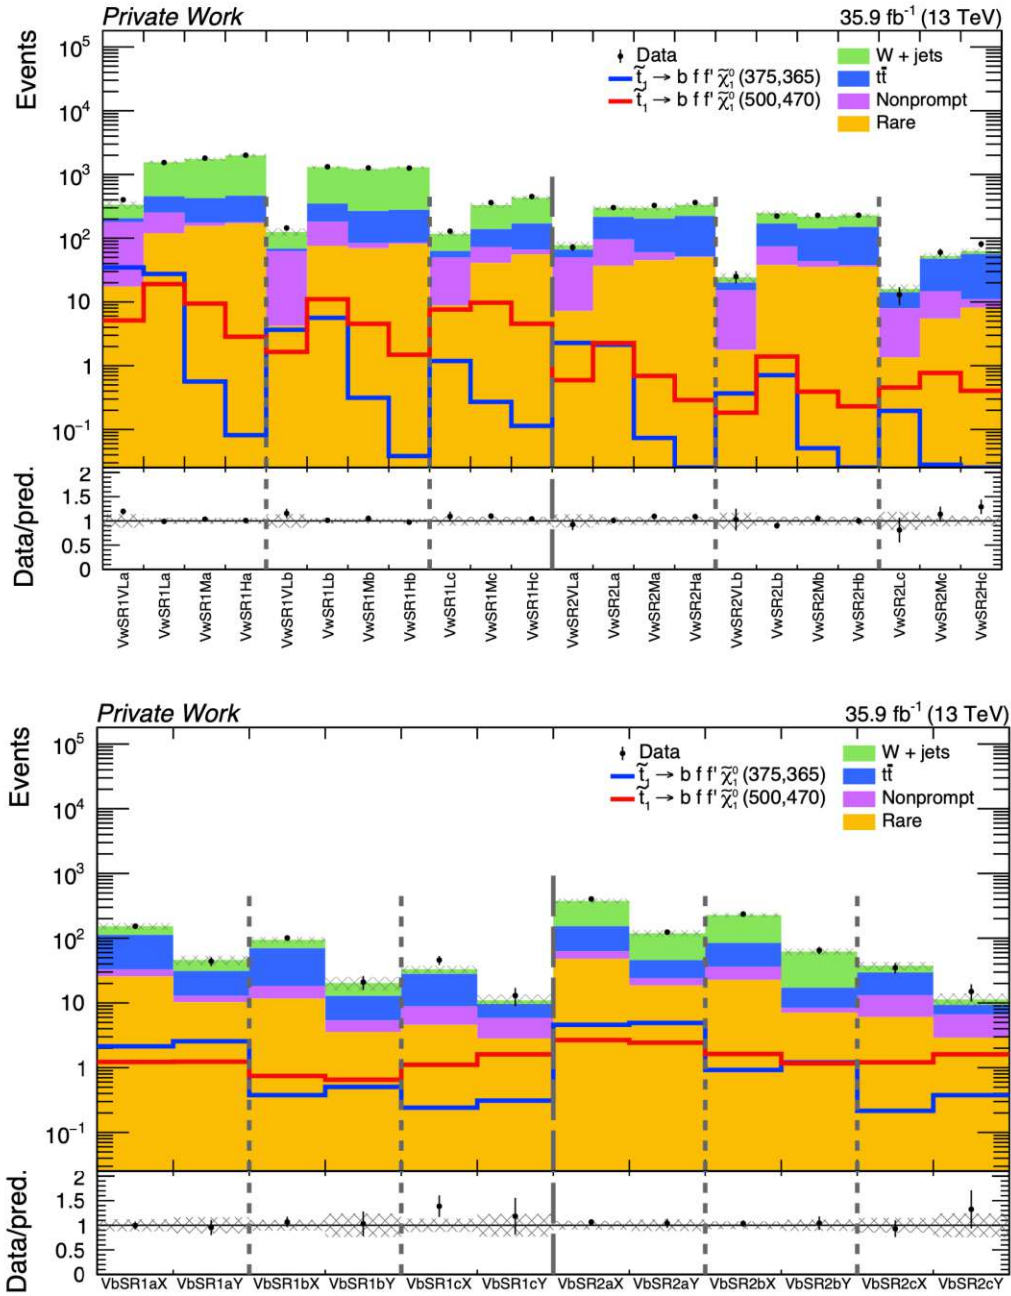 Private Work 35.9 fb⁻¹ (13 TeV)
Events
10⁵
10⁴
10³
10²
10
1
10⁻¹
Data
t̃₁ → b f f' χ̃₁⁰ (375,365)
t̃₁ → b f f' χ̃₁⁰ (500,470)
W + jets
tt̄
Nonprompt
Rare
Data/pred.
2
1.5
1
0.5
0
VwSR1VLa VwSR1La VwSR1Ma VwSR1Ha VwSR1VLb VwSR1Lb VwSR1Mb VwSR1Hb VwSR1Lc VwSR1Mc VwSR1Hc VwSR2VLa VwSR2La VwSR2Ma VwSR2Ha VwSR2VLb VwSR2Lb VwSR2Mb VwSR2Hb VwSR2Lc VwSR2Mc VwSR2Hc
Private Work 35.9 fb⁻¹ (13 TeV)
Events
10⁵
10⁴
10³
10²
10
1
10⁻¹
Data
t̃₁ → b f f' χ̃₁⁰ (375,365)
t̃₁ → b f f' χ̃₁⁰ (500,470)
W + jets
tt̄
Nonprompt
Rare
Data/pred.
2
1.5
1
0.5
0
VbSR1aX VbSR1aY VbSR1bX VbSR1bY VbSR1cX VbSR1cY VbSR2aX VbSR2aY VbSR2bX VbSR2bY VbSR2cX VbSR2cY